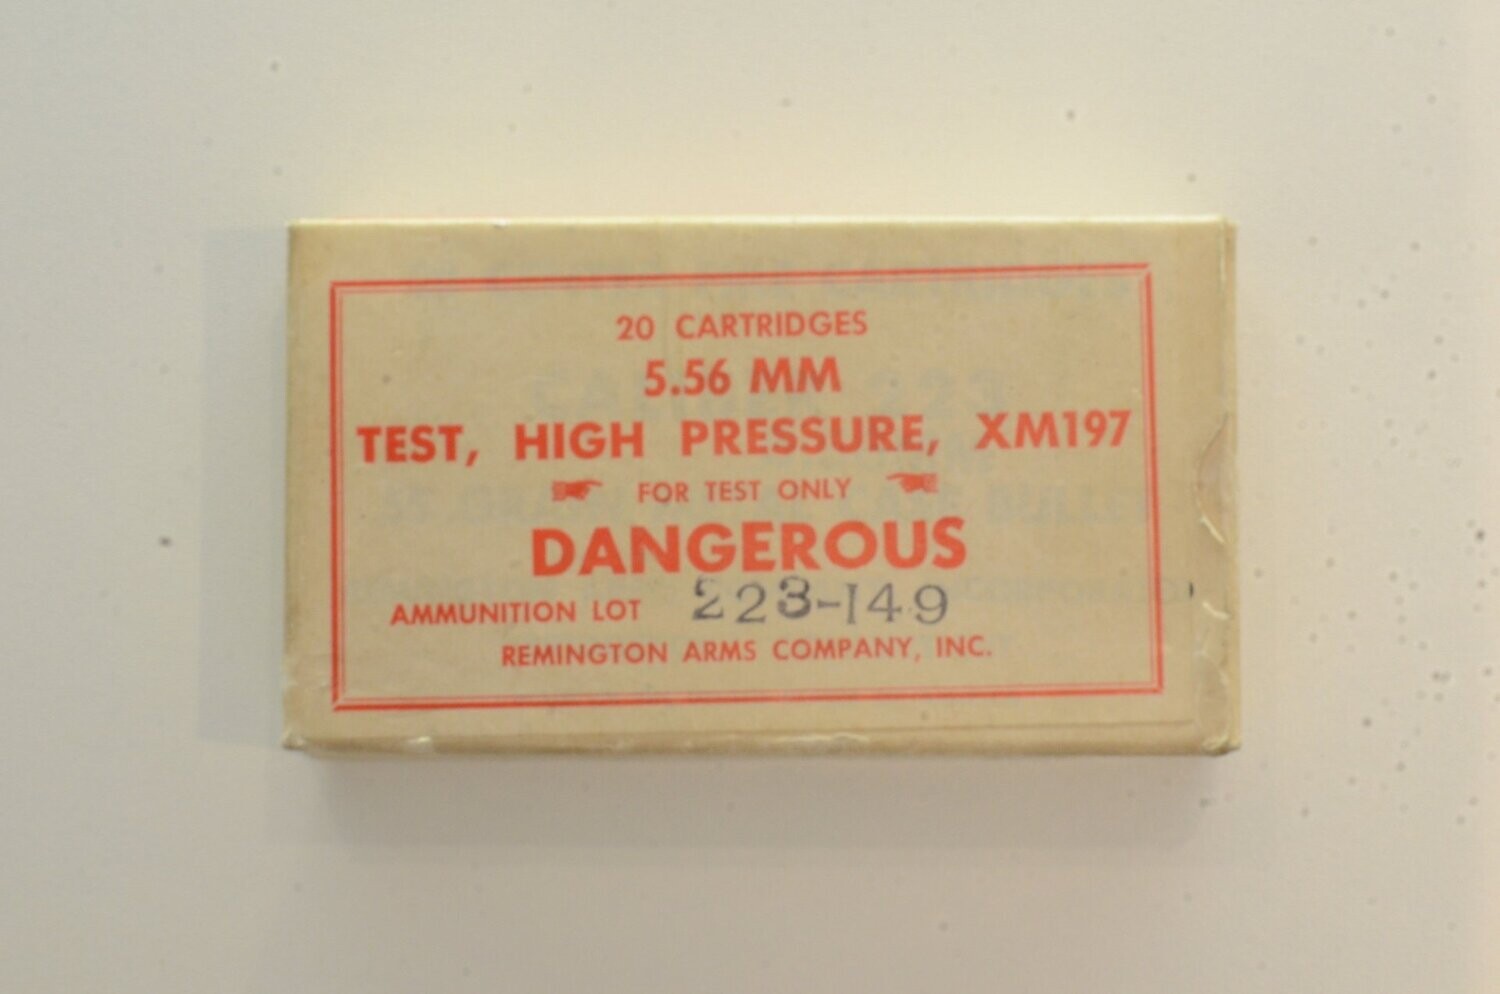 20 CARTRIDGES
5.56 MM
TEST, HIGH PRESSURE, XM197
FOR TEST ONLY
DANGEROUS
AMMUNITION LOT 223-149
REMINGTON ARMS COMPANY, INC.